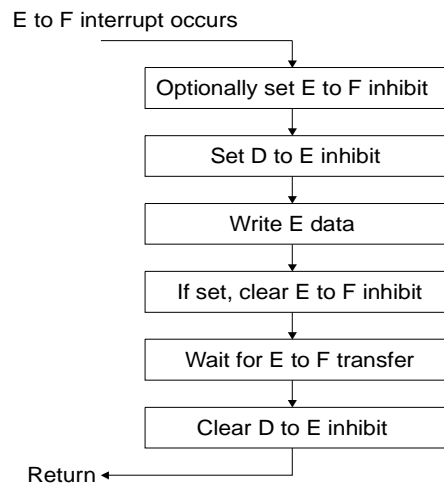 E to F interrupt occurs
Optionally set E to F inhibit
Set D to E inhibit
Write E data
If set, clear E to F inhibit
Wait for E to F transfer
Clear D to E inhibit
Return